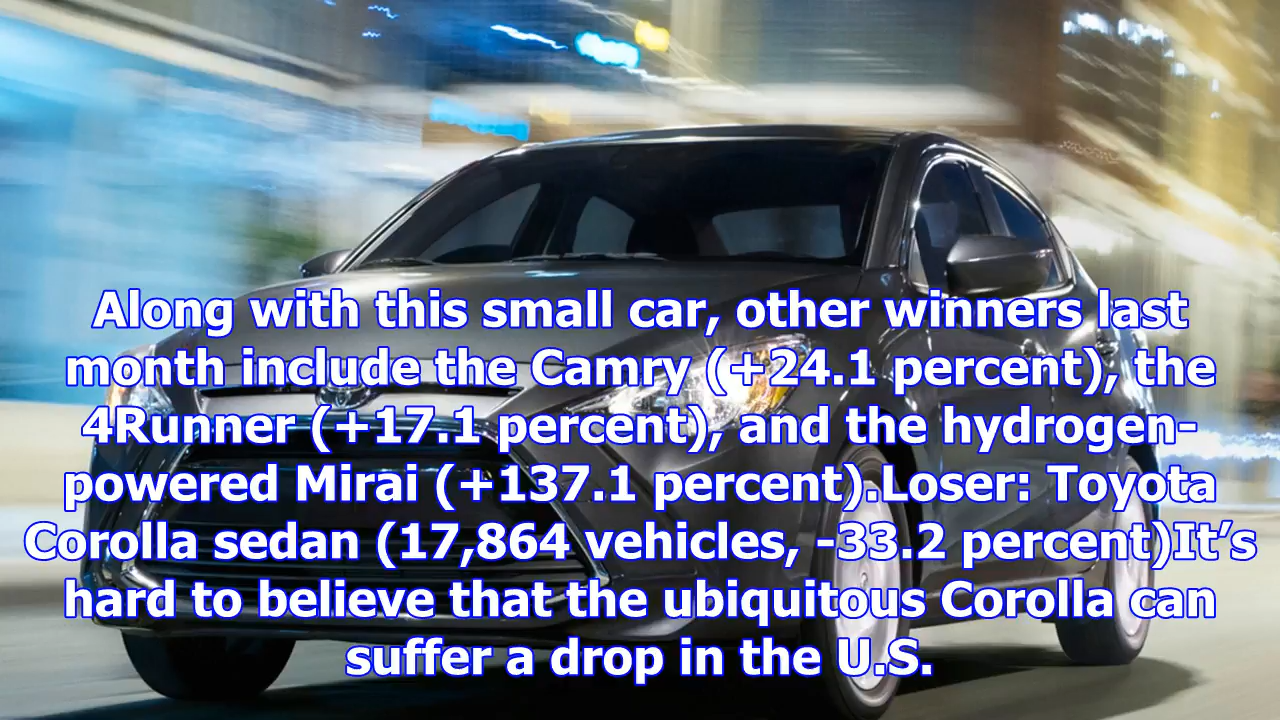 Along with this small car, other winners last
month include the Camry (+24.1 percent), the
4Runner (+17.1 percent), and the hydrogen-
powered Mirai (+137.1 percent).Loser: Toyota
Corolla sedan (17,864 vehicles, -33.2 percent)It’s
hard to believe that the ubiquitous Corolla can
suffer a drop in the U.S.